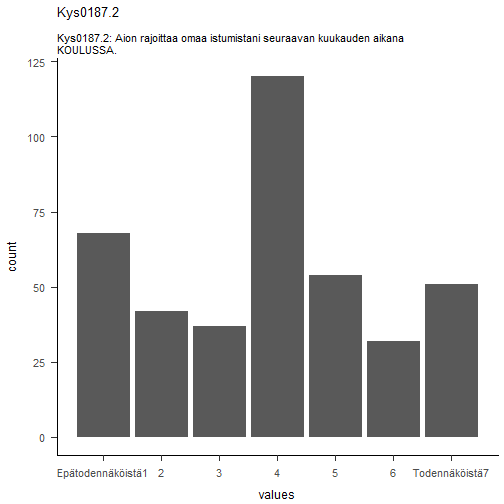 Kys0187.2
Kys0187.2: Aion rajoittaa omaa istumistani seuraavan kuukauden aikana
KOULUSSA.
125
100
75
50
25
0
count
Epätodennäköistä1 2 3 4 5 6 Todennäköistä7
values